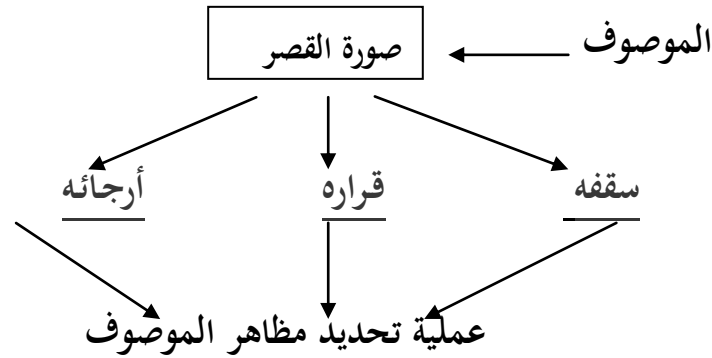 الموصوف
صورة القصر
سقفه قراره أرجائه
عملية تحديد مظاهر الموصوف